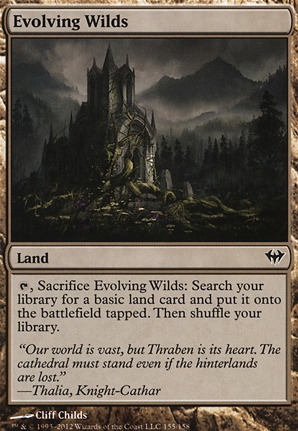 Evolving Wilds
Land
, Sacrifice Evolving Wilds: Search your
library for a basic land card and put it onto
the battlefield tapped. Then shuffle your
library.
“Our world is vast, but Thraben is its heart. The
cathedral must stand even if the hinterlands
are lost.”
—Thalia, Knight-Cathar
Cliff Childs
™ & © 1993–2012 Wizards of the Coast LLC 155/158